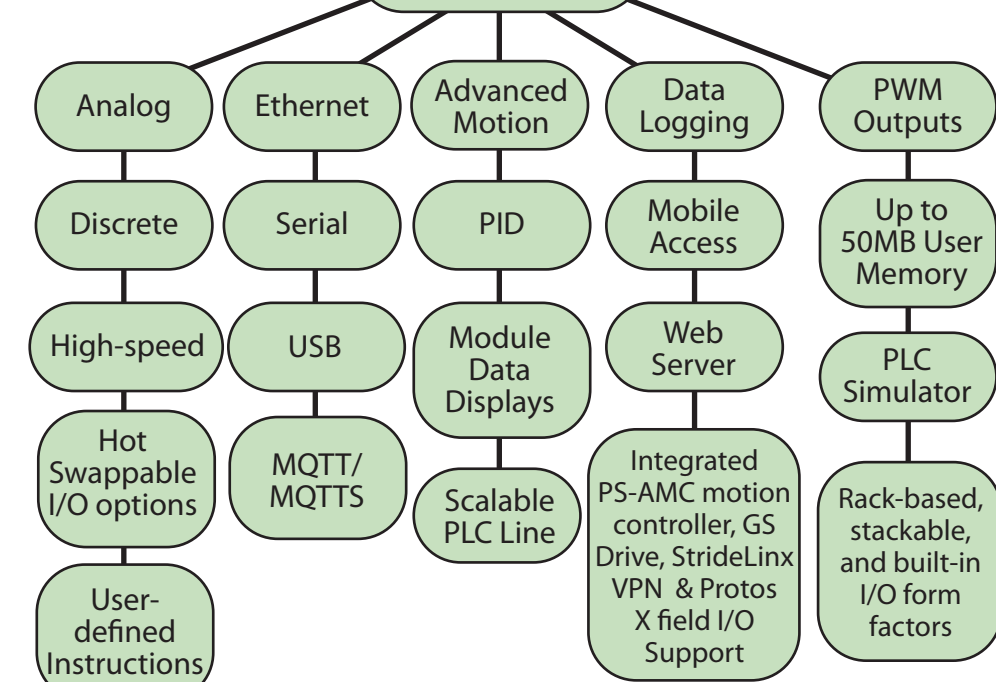 Analog
Discrete
High-speed
Hot
Swappable
I/O options
User-
defined
Instructions
Ethernet
Serial
USB
MQTT/
MQTTS
Advanced
Motion
PID
Module
Data
Displays
Scalable
PLC Line
Data
Logging
Mobile
Access
Web
Server
Integrated
PS-AMC motion
controller, GS
Drive, StrideLinx
VPN & Protos
X field I/O
Support
PWM
Outputs
Up to
50MB User
Memory
PLC
Simulator
Rack-based,
stackable,
and built-in
I/O form
factors